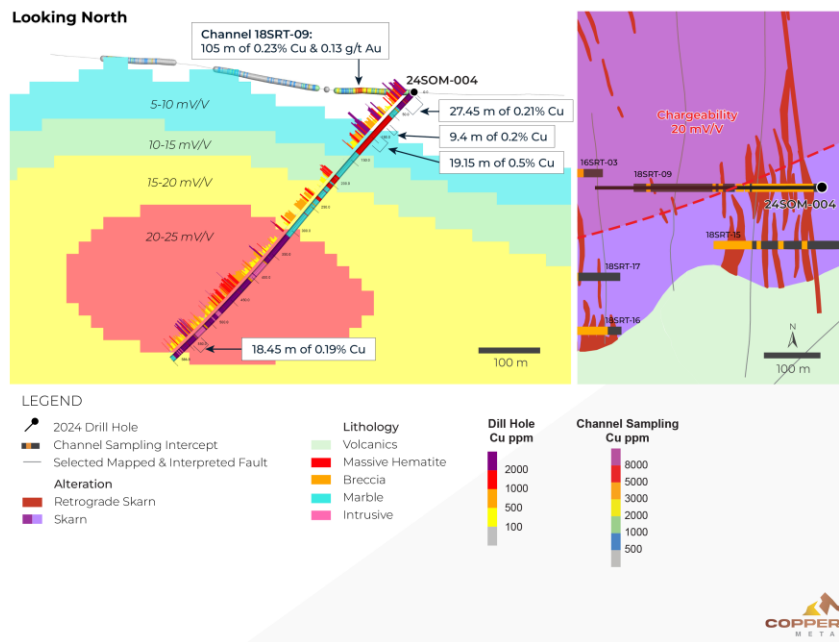 Looking North
Channel 18SRT-09:
105 m of 0.23% Cu & 0.13 g/t Au
24SOM-004
5-10 mV/V
10-15 mV/V
15-20 mV/V
20-25 mV/V
27.45 m of 0.21% Cu
9.4 m of 0.2% Cu
19.15 m of 0.5% Cu
18.45 m of 0.19% Cu
100 m
Chargeability
20 mV/V
16SRT-03
18SRT-09
24SOM-004
18SRT-15
18SRT-17
18SRT-16
N
100 m
LEGEND
2024 Drill Hole
Channel Sampling Intercept
Selected Mapped & Interpreted Fault
Alteration
Retrograde Skarn
Skarn
Lithology
Volcanics
Massive Hematite
Breccia
Marble
Intrusive
Dill Hole
Cu ppm
2000
1000
500
100
Channel Sampling
Cu ppm
8000
5000
3000
2000
1000
500
COPPER
META